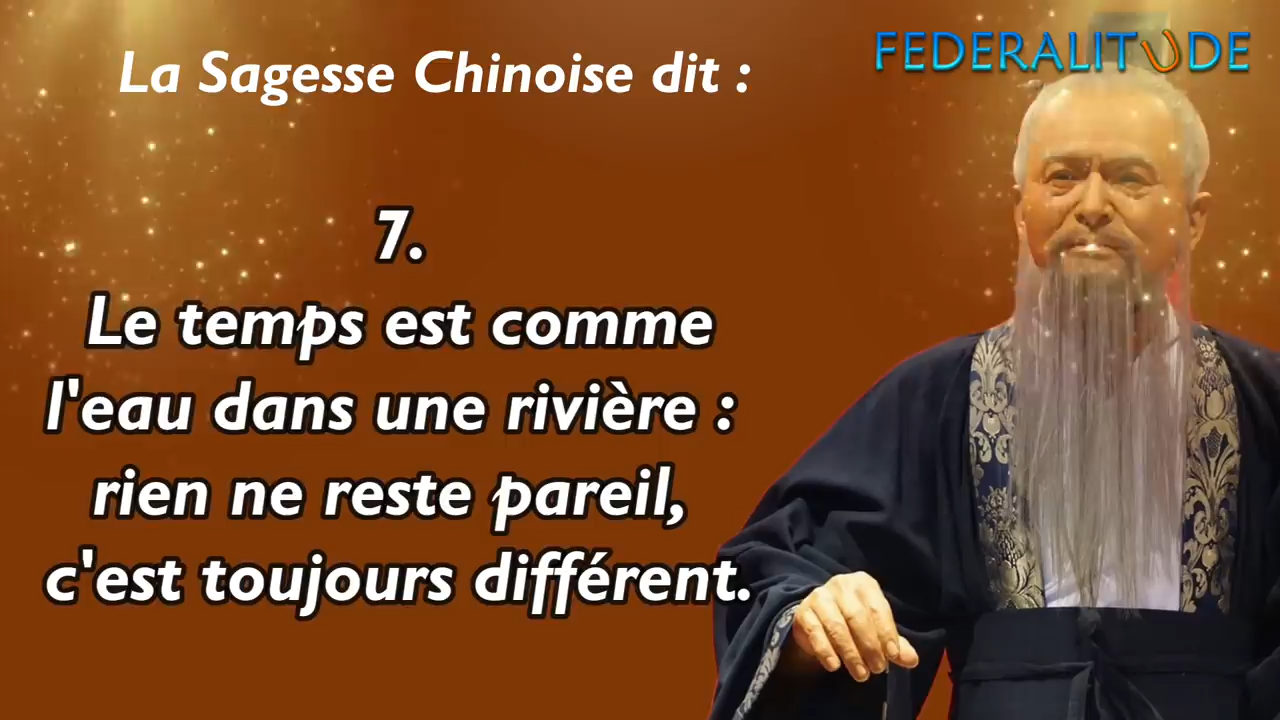 La Sagesse Chinoise dit :
FEDERALITUDE
7.
Le temps est comme
l'eau dans une rivière :
rien ne reste pareil,
c'est toujours différent.